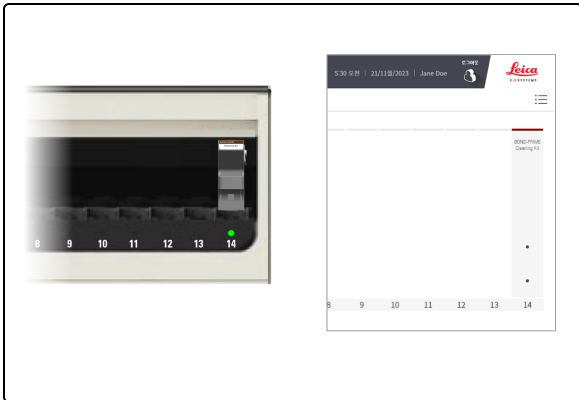 8 9 10 11 12 13 14
5:30 오전 | 21/11월/2023 | Jane Doe
로그아웃
Leica
BIOSYSTEMS
BOND-PRIME
Cleaning Kit
8 9 10 11 12 13 14